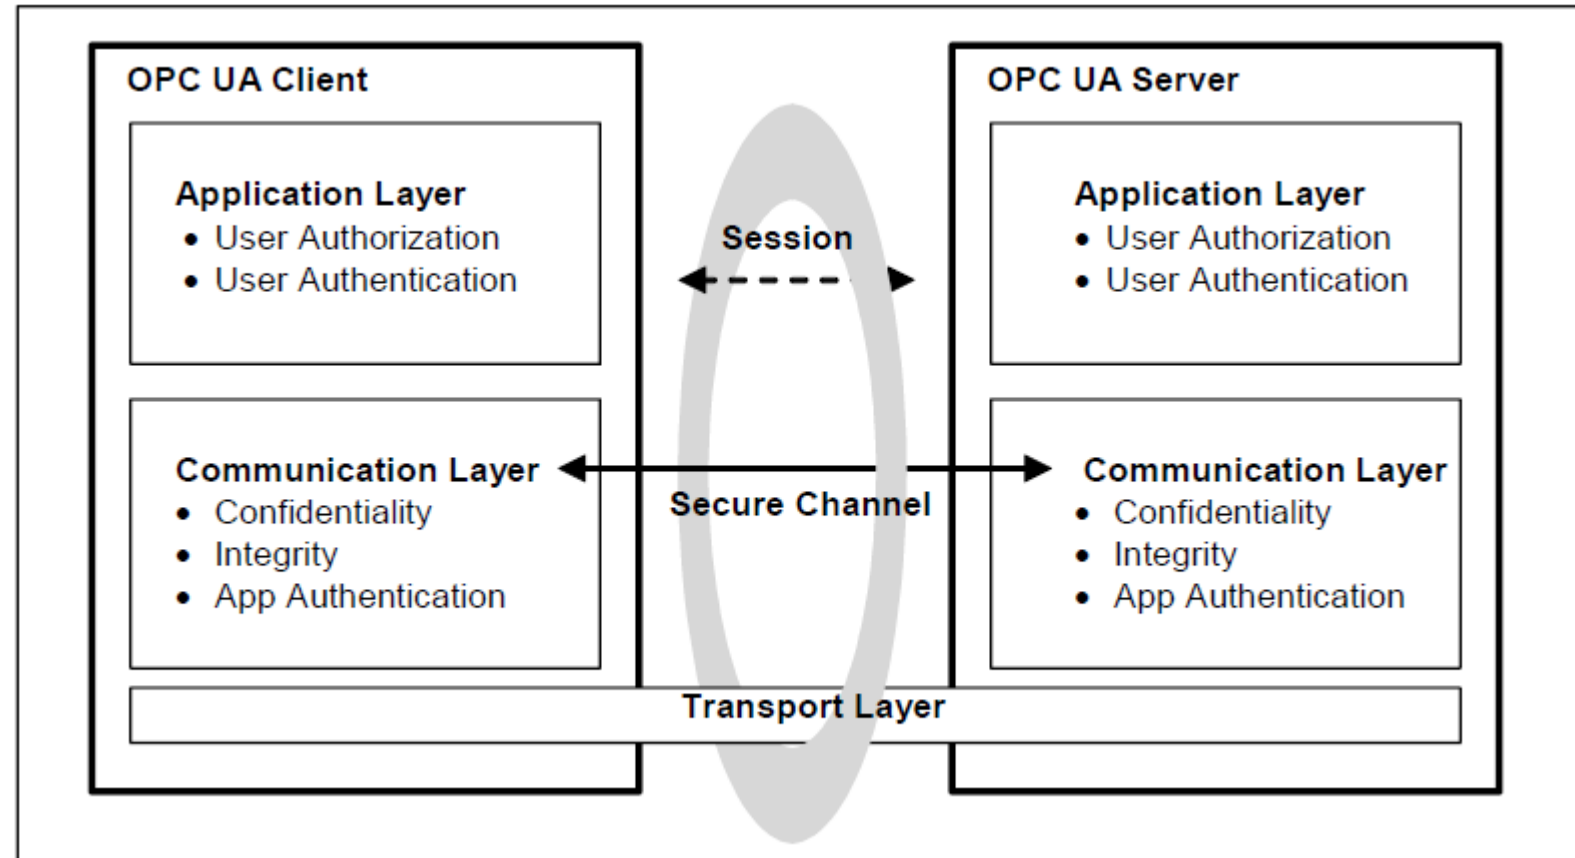 OPC UA Client
Application Layer
• User Authorization
• User Authentication
Communication Layer
• Confidentiality
• Integrity
• App Authentication
Session
Secure Channel
Transport Layer
OPC UA Server
Application Layer
• User Authorization
• User Authentication
Communication Layer
• Confidentiality
• Integrity
• App Authentication